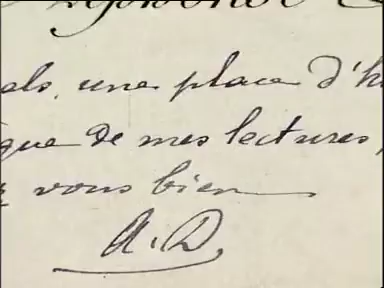 als, une place d'h
que de mes lectures,
z vous bien
A. D.